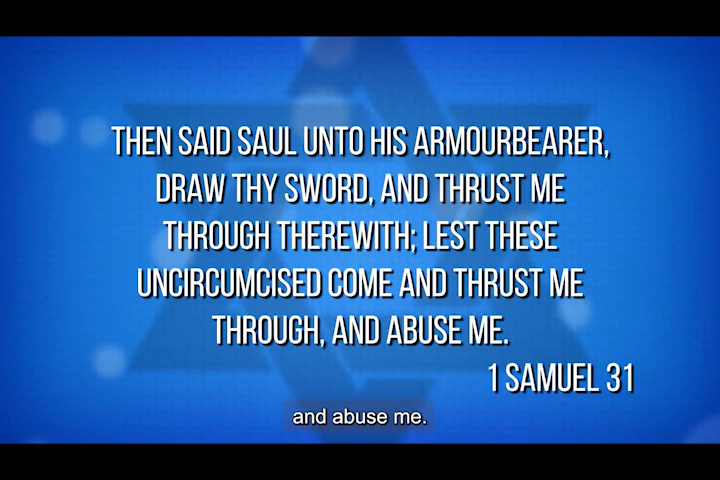 THEN SAID SAUL UNTO HIS ARMOURBEARER,
DRAW THY SWORD, AND THRUST ME
THROUGH THEREWITH; LEST THESE
UNCIRCUMCISED COME AND THRUST ME
THROUGH, AND ABUSE ME.
1 SAMUEL 31
and abuse me.